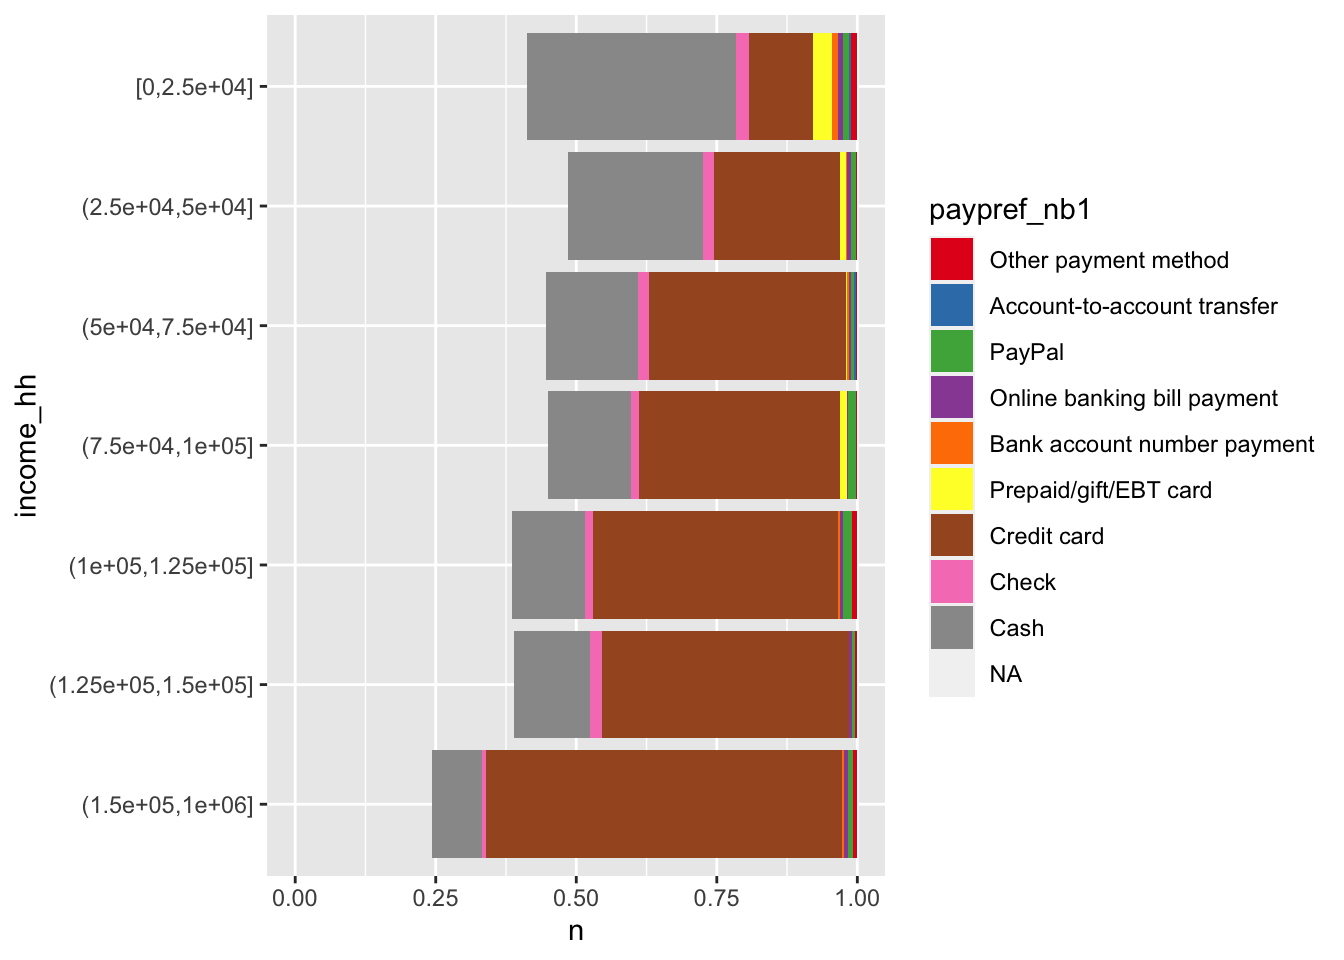 [0,2.5e+04]
(2.5e+04,5e+04]
(5e+04,7.5e+04]
(7.5e+04,1e+05]
(1e+05,1.25e+05]
(1.25e+05,1.5e+05]
(1.5e+05,1e+06]
income_hh
0.00 0.25 0.50 0.75 1.00
n
paypref_nb1
Other payment method
Account-to-account transfer
PayPal
Online banking bill payment
Bank account number payment
Prepaid/gift/EBT card
Credit card
Check
Cash
NA